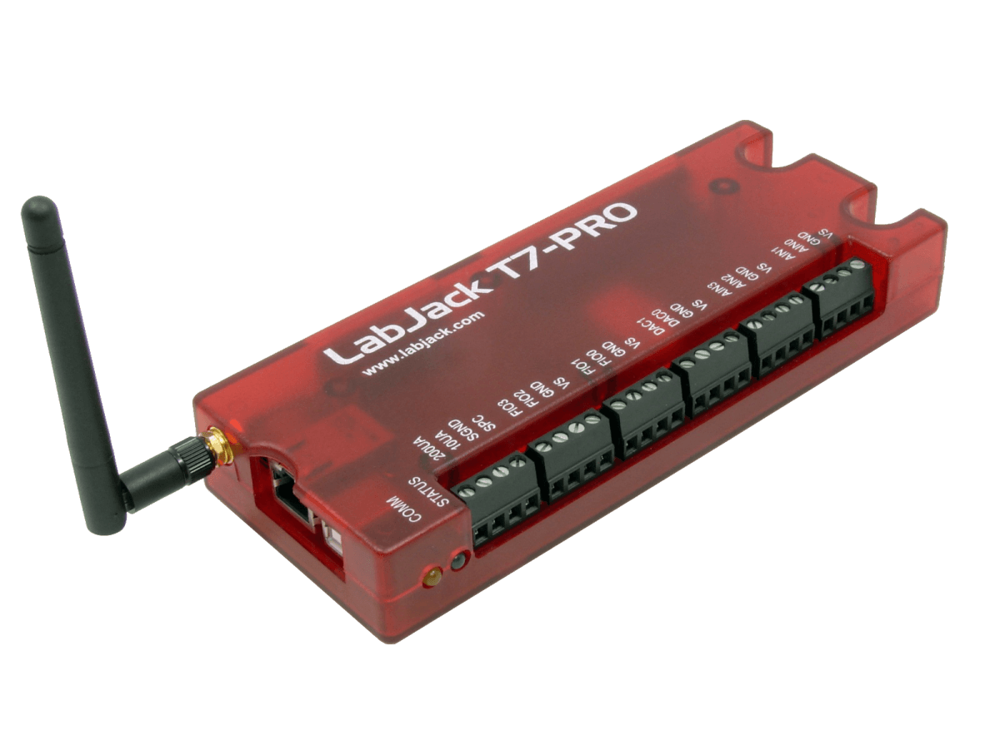 LabJack T7-PRO
www.labjack.com
COMM
STATUS
200UA
10UA
SGND
SPC
FIO3
FIO2
GND
VS
FIO1
FIO0
GND
VS
DAC1
DAC0
GND
VS
AIN3
AIN2
GND
VS
AIN1
AIN0
GND
VS